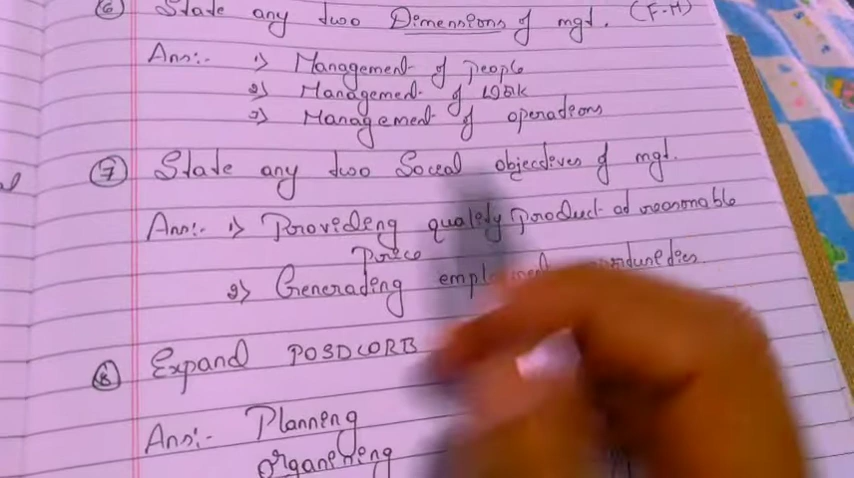 ⑥ State any two Dimensions of mgt. (F-M)
Ans:- 1) Management of people
2) Management of work
3) Management of operations
⑦ State any two Social objectives of mgt.
Ans:- 1) Providing quality product at reasonable
price
2) Generating
⑧ Expand POSDCORB
Ans:- Planning